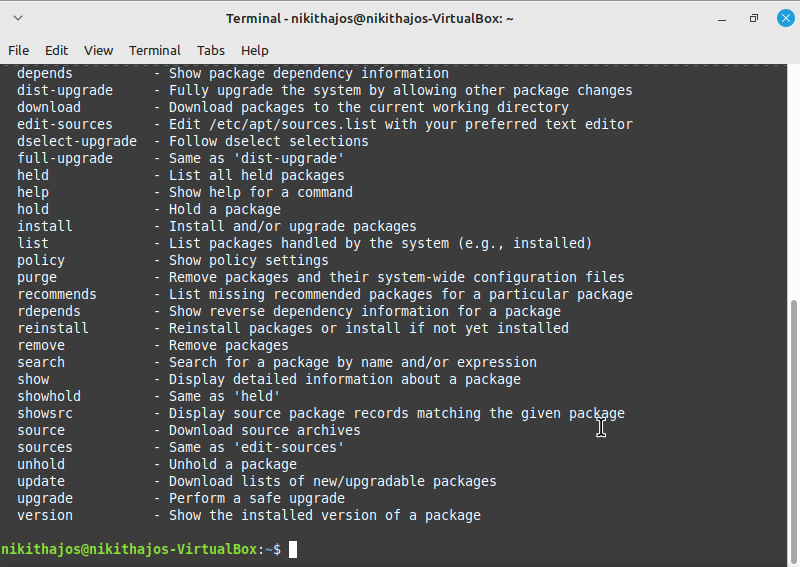 Terminal - nikithajos@nikithajos-VirtualBox: ~
File Edit View Terminal Tabs Help
depends - Show package dependency information
dist-upgrade - Fully upgrade the system by allowing other package changes
download - Download packages to the current working directory
edit-sources - Edit /etc/apt/sources.list with your preferred text editor
dselect-upgrade - Follow dselect selections
full-upgrade - Same as 'dist-upgrade'
held - List all held packages
help - Show help for a command
hold - Hold a package
install - Install and/or upgrade packages
list - List packages handled by the system (e.g., installed)
policy - Show policy settings
purge - Remove packages and their system-wide configuration files
recommends - List missing recommended packages for a particular package
rdepends - Show reverse dependency information for a package
reinstall - Reinstall packages or install if not yet installed
remove - Remove packages
search - Search for a package by name and/or expression
show - Display detailed information about a package
showhold - Same as 'held'
showsrc - Display source package records matching the given package
source - Download source archives
sources - Same as 'edit-sources'
unhold - Unhold a package
update - Download lists of new/upgradable packages
upgrade - Perform a safe upgrade
version - Show the installed version of a package
nikithajos@nikithajos-VirtualBox:~$